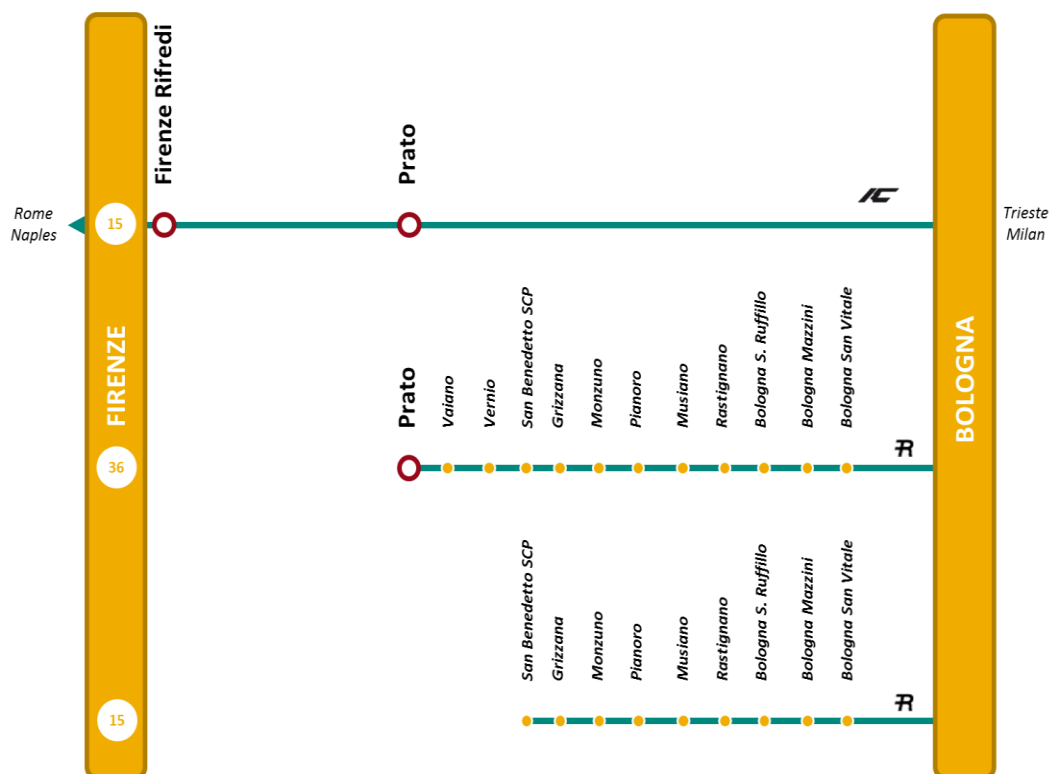 Firenze Rifredi
Prato
IC
Rome
Naples
15
Trieste
Milan
FIRENZE
BOLOGNA
Prato
Vaiano
Vernio
San Benedetto SCP
Grizzana
Monzuno
Pianoro
Musiano
Rastignano
Bologna S. Ruffillo
Bologna Mazzini
Bologna San Vitale
R
36
San Benedetto SCP
Grizzana
Monzuno
Pianoro
Musiano
Rastignano
Bologna S. Ruffillo
Bologna Mazzini
Bologna San Vitale
R
15